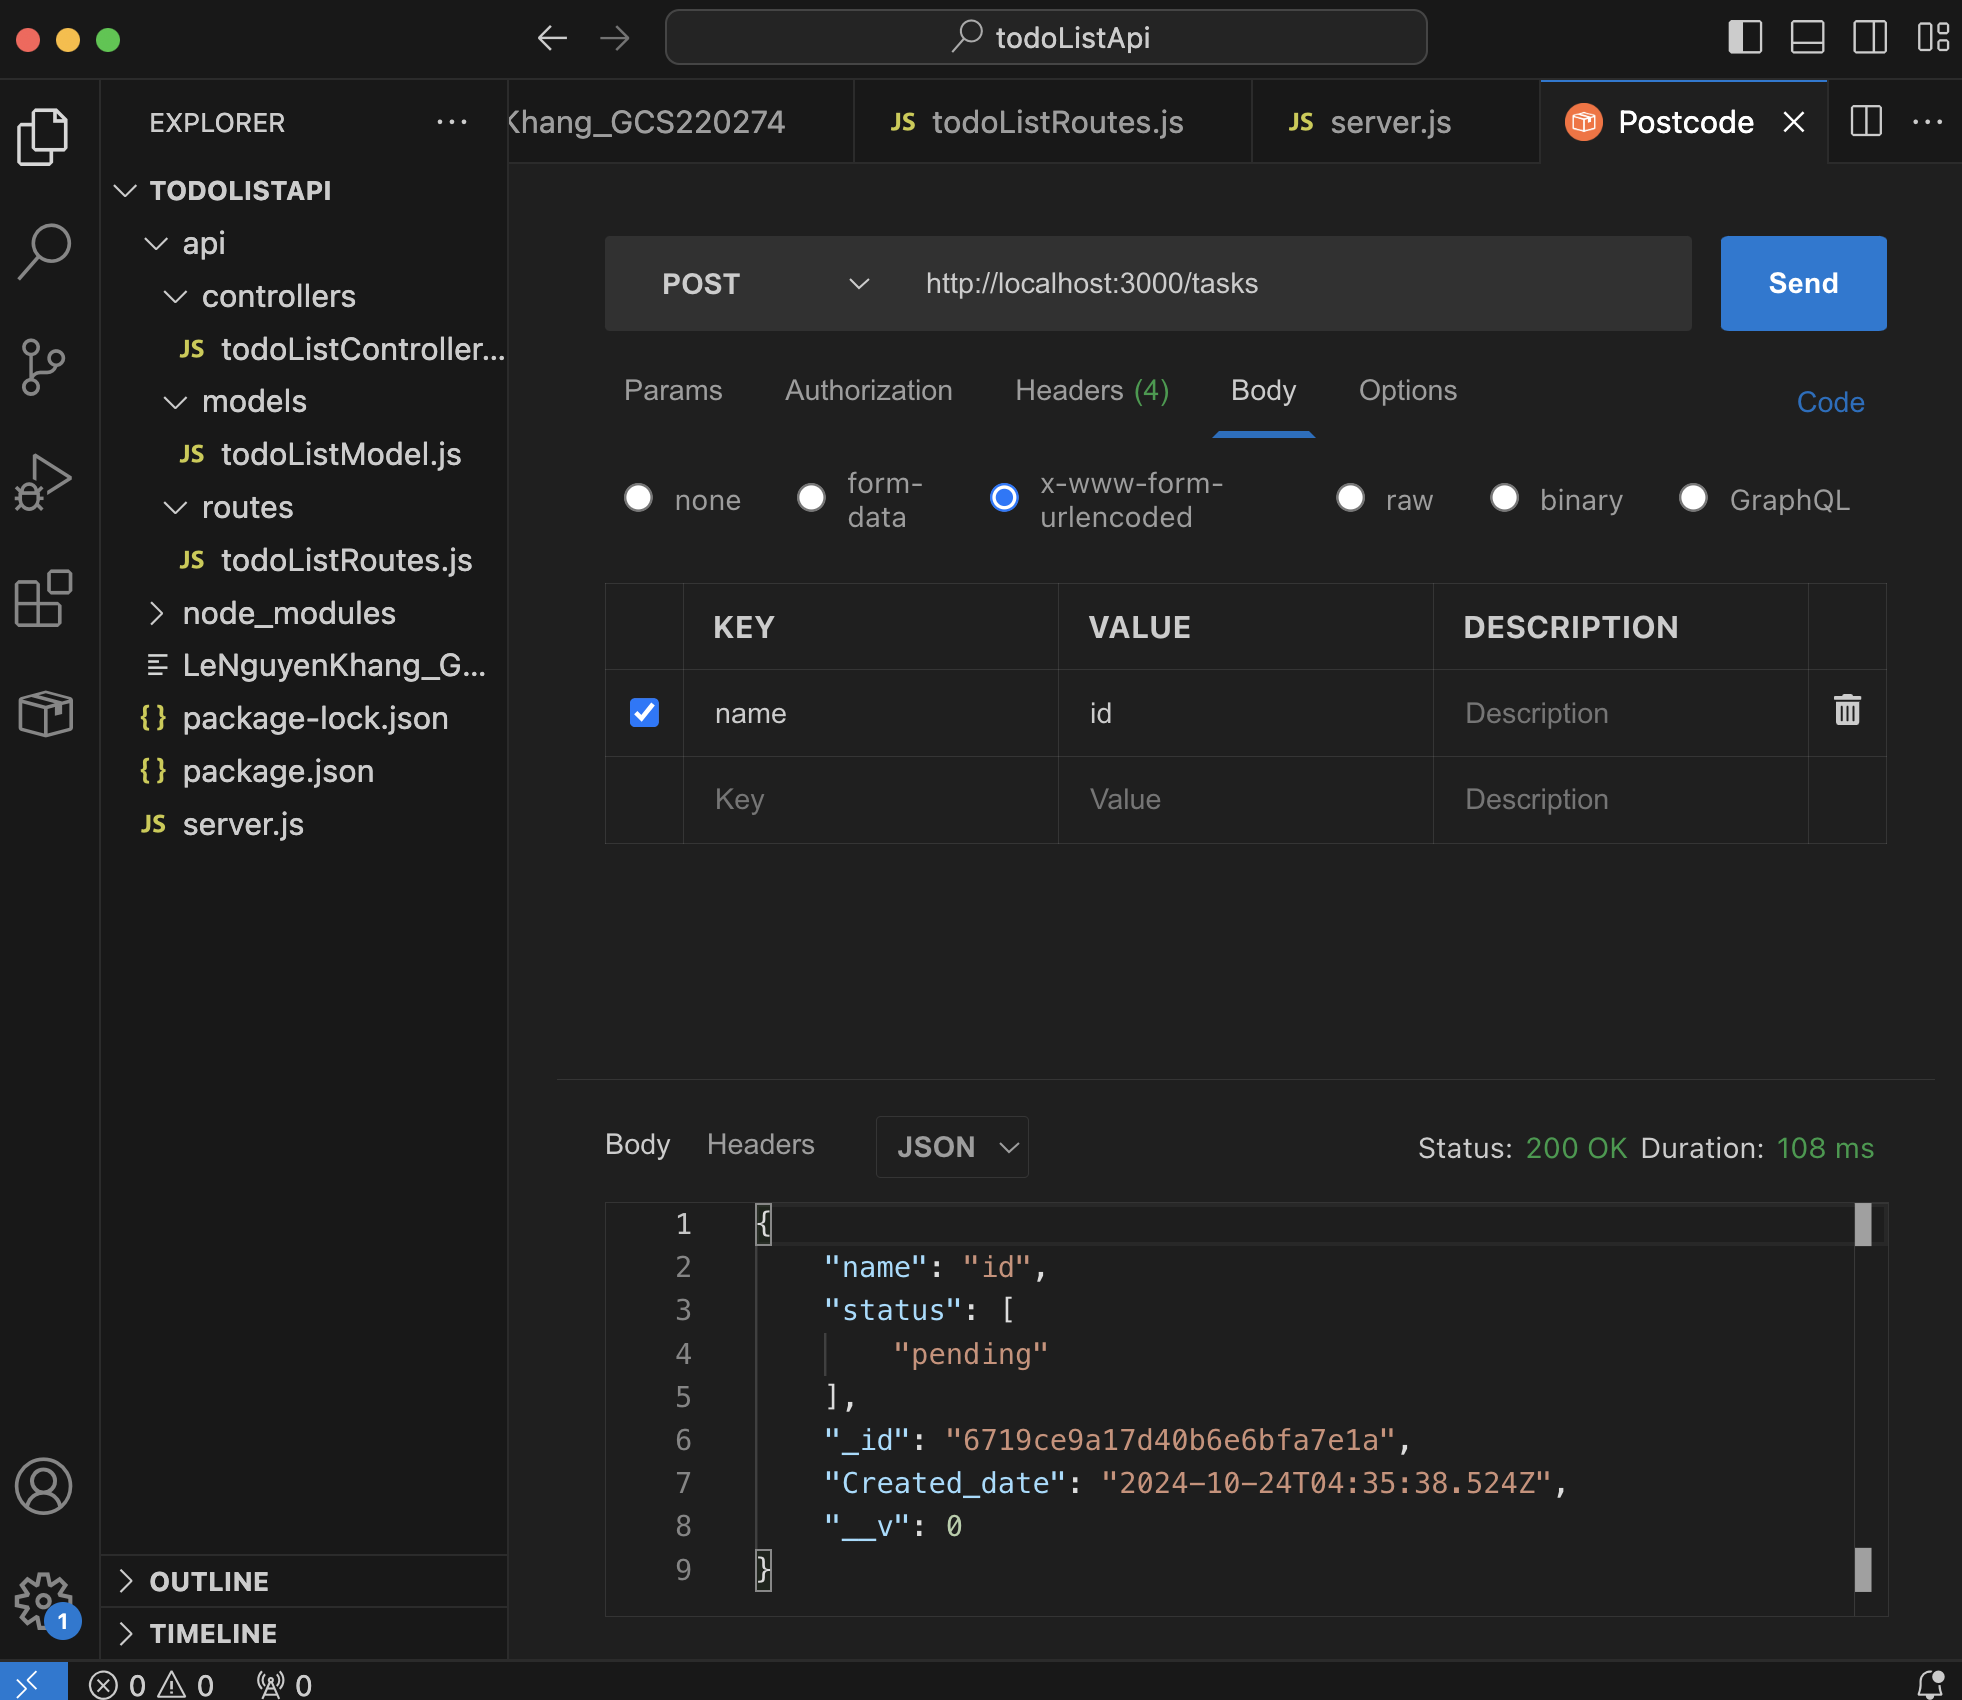 todoListApi
EXPLORER
TODOLISTAPI
api
controllers
JS todoListController...
models
JS todoListModel.js
routes
JS todoListRoutes.js
node_modules
LeNguyenKhang_G...
{} package-lock.json
{} package.json
JS server.js
OUTLINE
TIMELINE
1
Khang_GCS220274
JS todoListRoutes.js
JS server.js
Postcode
POST
http://localhost:3000/tasks
Send
Params Authorization Headers (4) Body Options
Code
none
form-
data
x-www-form-
urlencoded
raw
binary
GraphQL
KEY VALUE DESCRIPTION
name id Description
Key Value Description
Body Headers JSON
Status: 200 OK Duration: 108 ms
1 {
2 "name": "id",
3 "status": [
4 "pending"
5 ],
6 "_id": "6719ce9a17d40b6e6bfa7e1a",
7 "Created_date": "2024-10-24T04:35:38.524Z",
8 "__v": 0
9 }
0 0 0